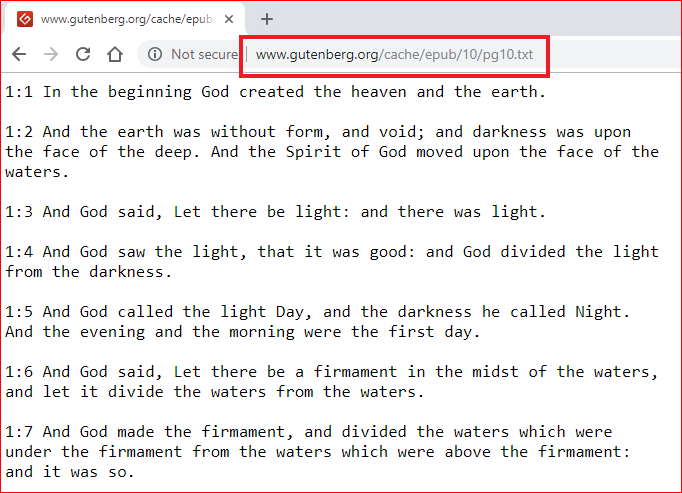 www.gutenberg.org/cache/epub
Not secure www.gutenberg.org/cache/epub/10/pg10.txt
1:1 In the beginning God created the heaven and the earth.
1:2 And the earth was without form, and void; and darkness was upon
the face of the deep. And the Spirit of God moved upon the face of the
waters.
1:3 And God said, Let there be light: and there was light.
1:4 And God saw the light, that it was good: and God divided the light
from the darkness.
1:5 And God called the light Day, and the darkness he called Night.
And the evening and the morning were the first day.
1:6 And God said, Let there be a firmament in the midst of the waters,
and let it divide the waters from the waters.
1:7 And God made the firmament, and divided the waters which were
under the firmament from the waters which were above the firmament:
and it was so.